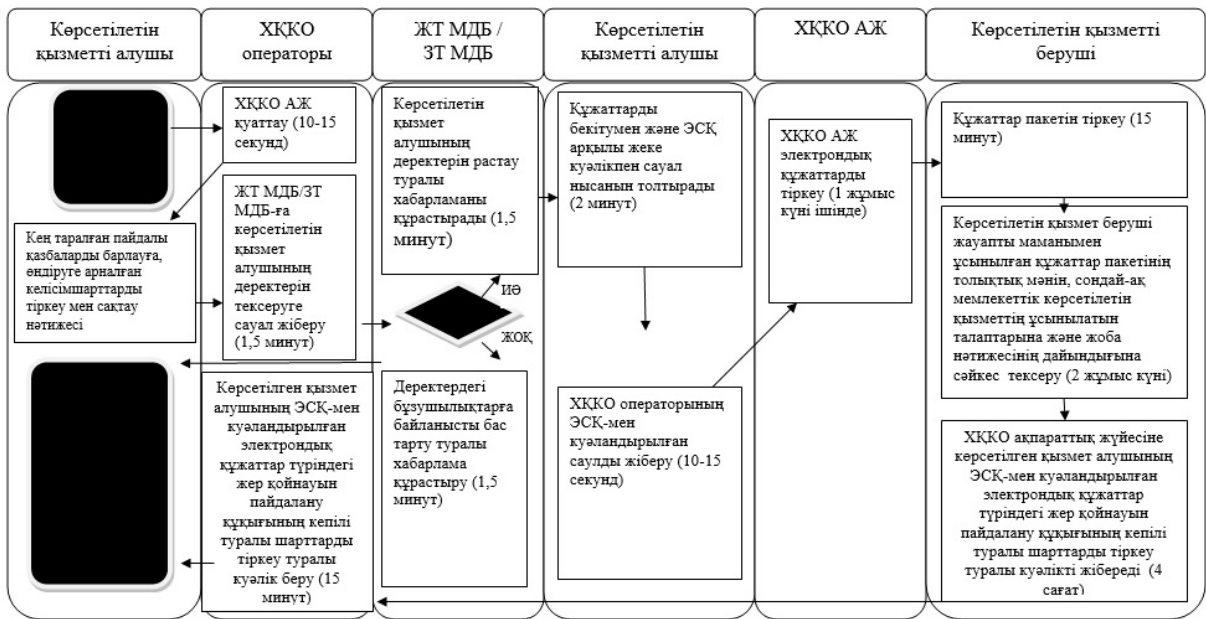 Көрсетілетін
қызметті алушы
ХҚКО
операторы
ЖТ МДБ /
ЗТ МДБ
Көрсетілетін
қызметті алушы
ХҚКО АЖ
Көрсетілетін қызметті
беруші
ХҚКО АЖ
қуаттау (10-15
секунд)
Кең таралған пайдалы
қазбаларды барлауға,
өндіруге арналған
келісімшарттарды
тіркеу мен сақтау
нәтижесі
ЖТ МДБ/ЗТ
МДБ-ға
көрсетілетін
қызмет
алушының
деректерін
тексеруге
сауал жіберу
(1,5 минут)
Көрсетілген қызмет
алушының ЭСҚ-мен
куәландырылған
электрондық
құжаттар түріндегі
жер қойнауын
пайдалану
құқығының кепілі
туралы шарттарды
тіркеу туралы
куәлік беру (15
минут)
Көрсетілетін
қызмет
алушының
деректерін растау
туралы
хабарламаны
құрастырады (1,5
минут)
ИӘ
ЖОҚ
Деректердегі
бұзушылықтарға
байланысты бас
тарту туралы
хабарлама
құрастыру (1,5
минут)
Құжаттарды
бекітумен және ЭСҚ
арқылы жеке
куәлікпен сауал
нысанын толтырады
(2 минут)
ХҚКО операторының
ЭСҚ-мен
куәландырылған
саулды жіберу (10-15
секунд)
ХҚКО АЖ
электрондық
құжаттарды
тіркеу (1 жұмыс
күні ішінде)
Құжаттар пакетін тіркеу (15
минут)
Көрсетілетін қызмет беруші
жауапты маманымен
ұсынылған құжаттар пакетінің
толықтық мәнін, сондай-ақ
мемлекеттік көрсетілетін
қызметтің ұсынылатын
талаптарына және жоба
нәтижесінің дайындығына
сәйкес тексеру (2 жұмыс күні)
ХҚКО ақпараттық жүйесіне
көрсетілген қызмет алушының
ЭСҚ-мен куәландырылған
электрондық құжаттар
түріндегі жер қойнауын
пайдалану құқығының кепілі
туралы шарттарды тіркеу
туралы куәлікті жібереді (4
сағат)